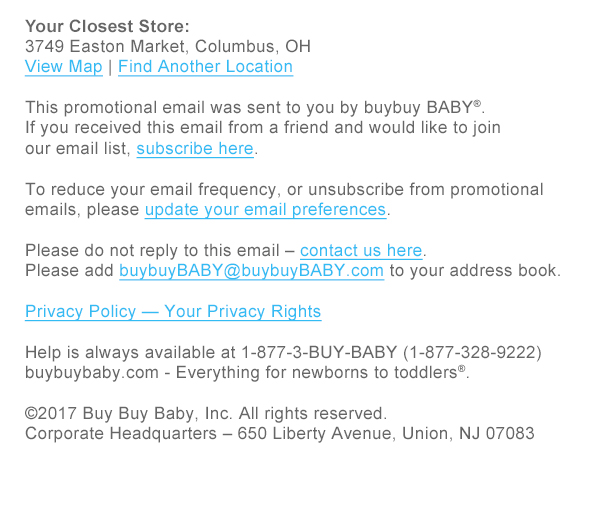 Your Closest Store:
3749 Easton Market, Columbus, OH
View Map | Find Another Location
This promotional email was sent to you by buybuy BABY®.
If you received this email from a friend and would like to join
our email list, subscribe here.
To reduce your email frequency, or unsubscribe from promotional
emails, please update your email preferences.
Please do not reply to this email – contact us here.
Please add buybuyBABY@buybuyBABY.com to your address book.
Privacy Policy — Your Privacy Rights
Help is always available at 1-877-3-BUY-BABY (1-877-328-9222)
buybuybaby.com - Everything for newborns to toddlers®.
©2017 Buy Buy Baby, Inc. All rights reserved.
Corporate Headquarters – 650 Liberty Avenue, Union, NJ 07083